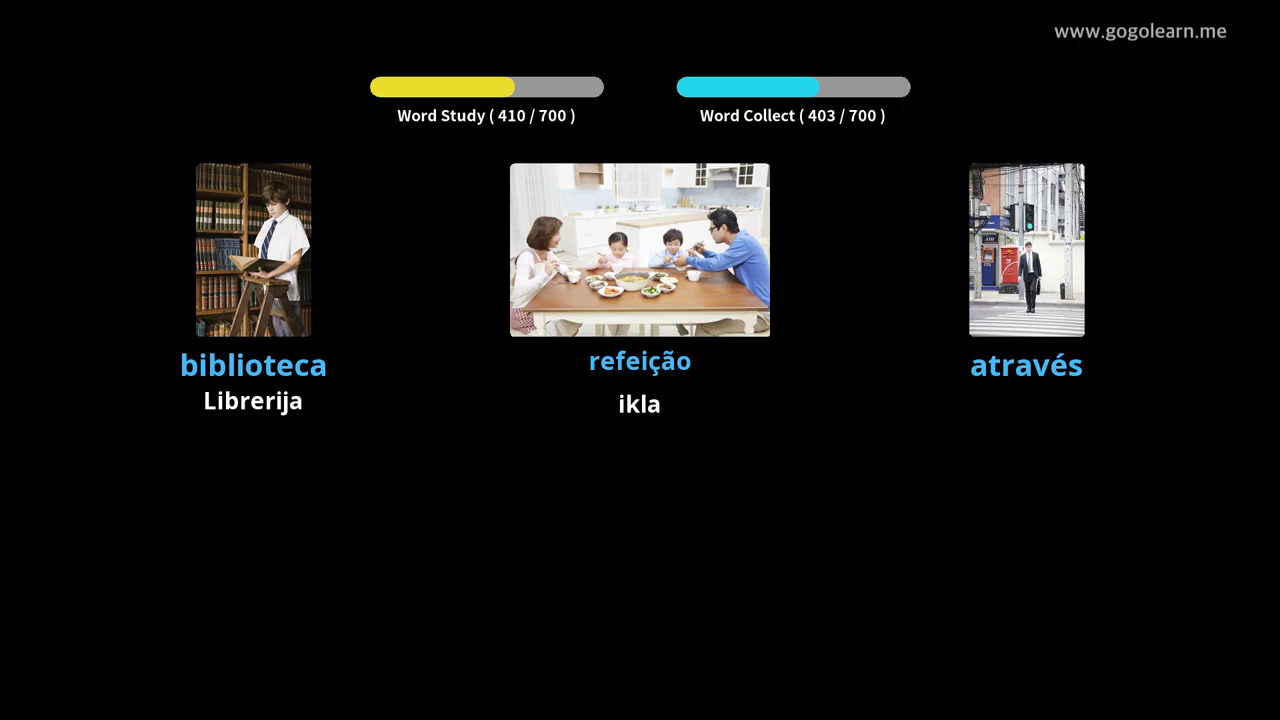 www.gogolearn.me
Word Study ( 410 / 700 )
Word Collect ( 403 / 700 )
biblioteca
Librerija
refeição
ikla
através